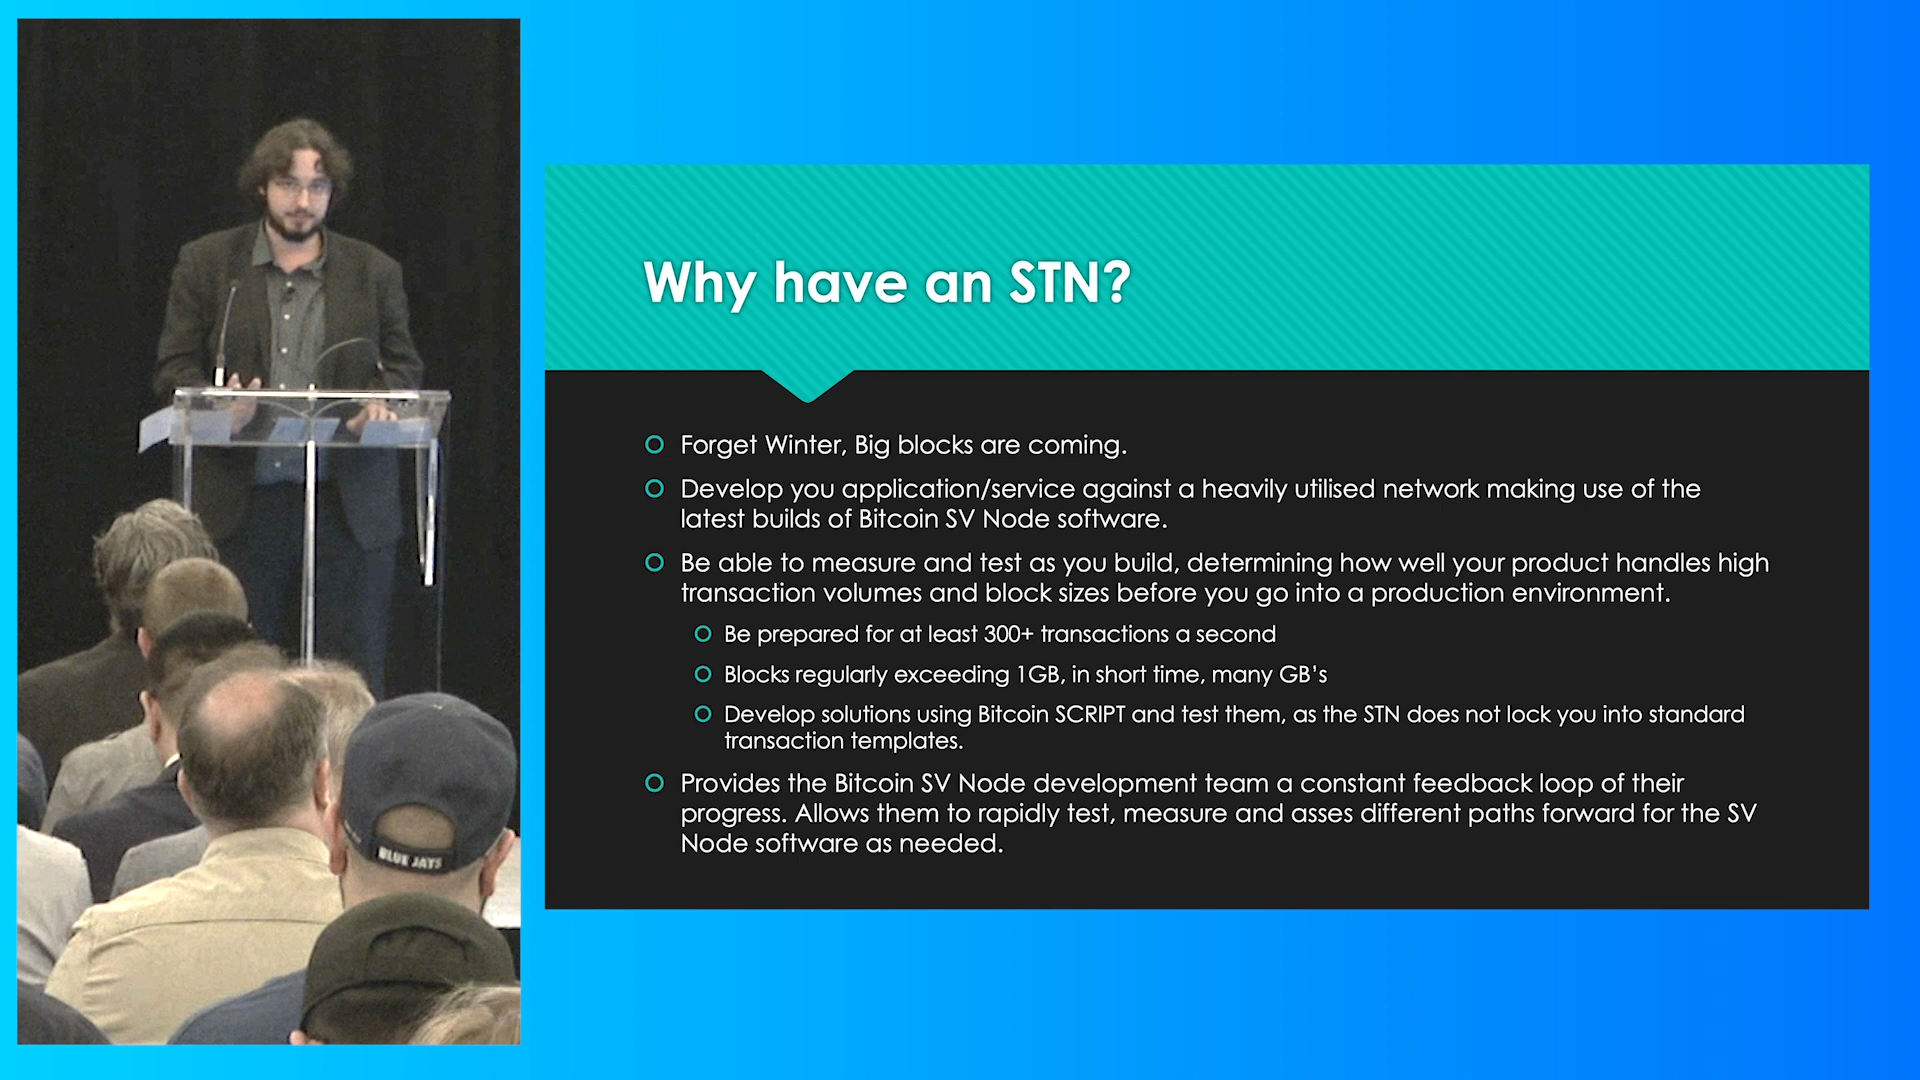 Why have an STN?
Forget Winter, Big blocks are coming.
Develop you application/service against a heavily utilised network making use of the
latest builds of Bitcoin SV Node software.
Be able to measure and test as you build, determining how well your product handles high
transaction volumes and block sizes before you go into a production environment.
Be prepared for at least 300+ transactions a second
Blocks regularly exceeding 1GB, in short time, many GB's
Develop solutions using Bitcoin SCRIPT and test them, as the STN does not lock you into standard
transaction templates.
Provides the Bitcoin SV Node development team a constant feedback loop of their
progress. Allows them to rapidly test, measure and asses different paths forward for the SV
Node software as needed.
BLUE JAYS